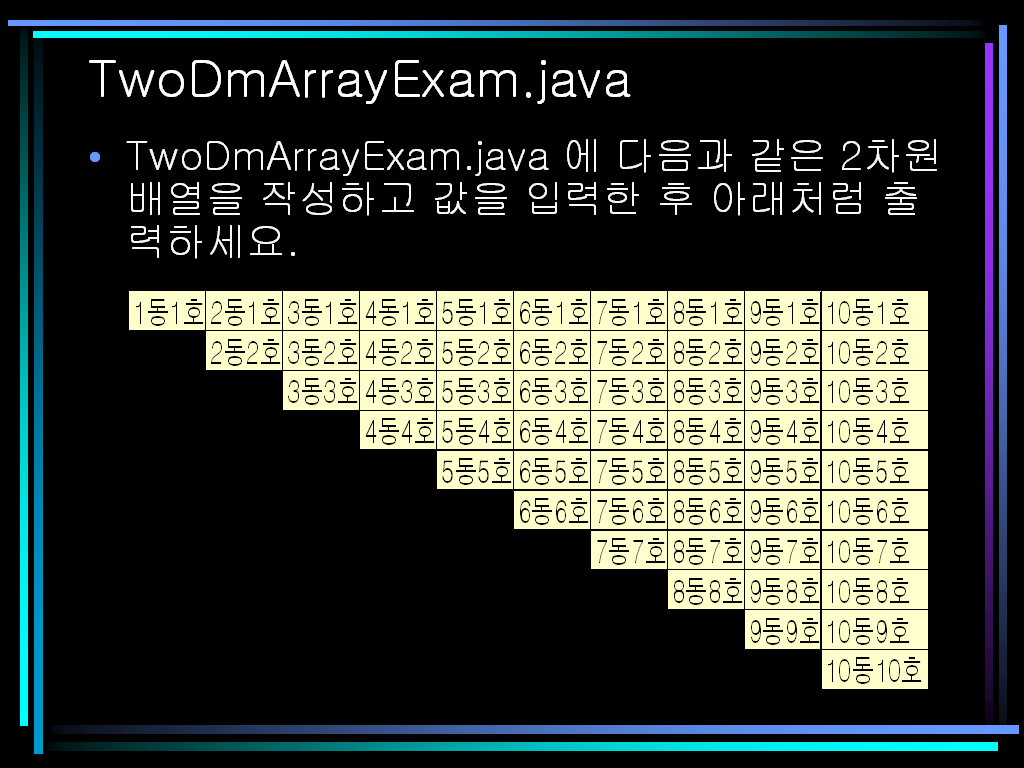 TwoDmArrayExam.java
• TwoDmArrayExam.java 에 다음과 같은 2차원
배열을 작성하고 값을 입력한 후 아래처럼 출
력하세요.
1동1호 2동1호 3동1호 4동1호 5동1호 6동1호 7동1호 8동1호 9동1호 10동1호
2동2호 3동2호 4동2호 5동2호 6동2호 7동2호 8동2호 9동2호 10동2호
3동3호 4동3호 5동3호 6동3호 7동3호 8동3호 9동3호 10동3호
4동4호 5동4호 6동4호 7동4호 8동4호 9동4호 10동4호
5동5호 6동5호 7동5호 8동5호 9동5호 10동5호
6동6호 7동6호 8동6호 9동6호 10동6호
7동7호 8동7호 9동7호 10동7호
8동8호 9동8호 10동8호
9동9호 10동9호
10동10호